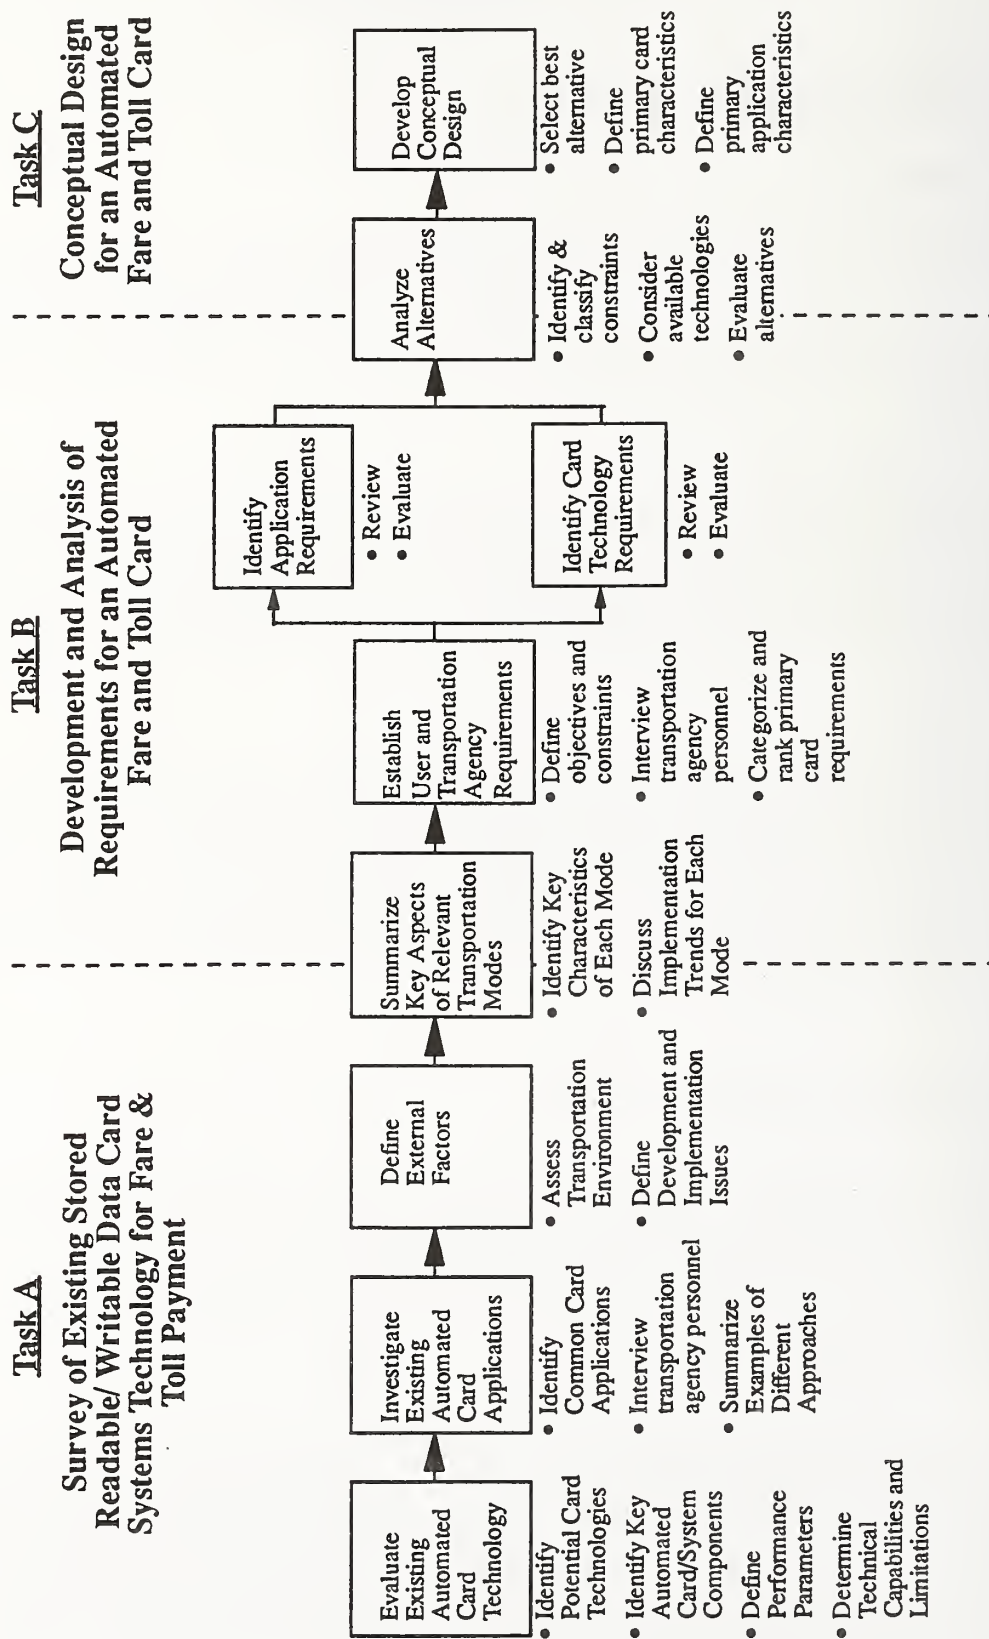 Task A
Survey of Existing Stored
Readable/ Writable Data Card
Systems Technology for Fare &
Toll Payment
Evaluate
Existing
Automated
Card
Technology
• Identify
Potential Card
Technologies
• Identify Key
Automated
Card/System
Components
• Define
Performance
Parameters
• Determine
Technical
Capabilities and
Limitations
Investigate
Existing
Automated
Card
Applications
• Identify
Common Card
Applications
• Interview
transportation
agency personnel
• Summarize
Examples of
Different
Approaches
Define
External
Factors
• Assess
Transportation
Environment
• Define
Development and
Implementation
Issues
Summarize
Key Aspects
of Relevant
Transportation
Modes
• Identify Key
Characteristics
of Each Mode
• Discuss
Implementation
Trends for Each
Mode
Task B
Development and Analysis of
Requirements for an Automated
Fare and Toll Card
Establish
User and
Transportation
Agency
Requirements
• Define
objectives and
constraints
• Interview
transportation
agency
personnel
• Categorize and
rank primary
card
requirements
Identify
Application
Requirements
• Review
• Evaluate
Identify Card
Technology
Requirements
• Review
• Evaluate
Task C
Conceptual Design
for an Automated
Fare and Toll Card
Analyze
Alternatives
• Identify &
classify
constraints
• Consider
available
technologies
• Evaluate
alternatives
Develop
Conceptual
Design
• Select best
alternative
• Define
primary card
characteristics
• Define
primary
application
characteristics